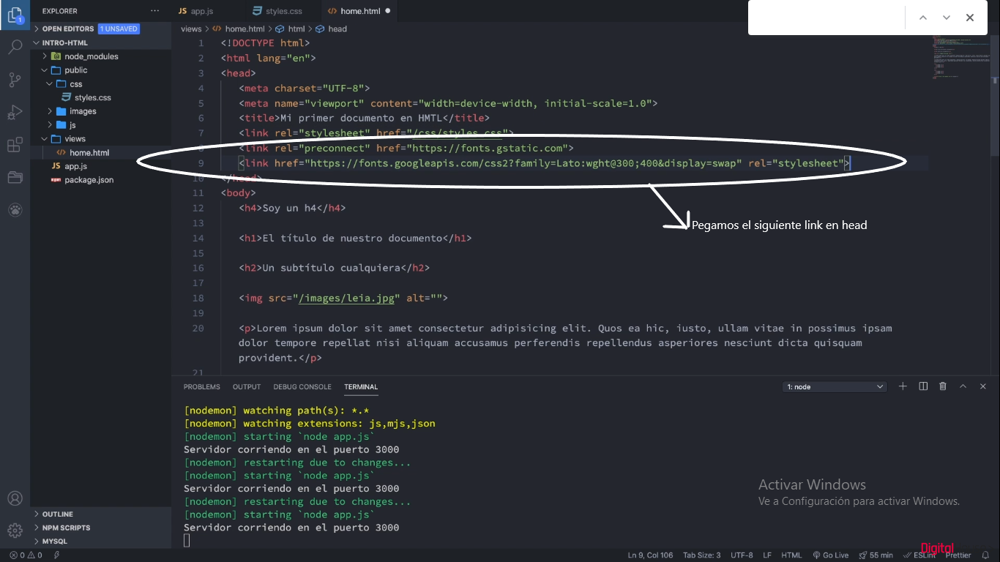 EXPLORER
OPEN EDITORS 1 UNSAVED
INTRO-HTML
node_modules
public
css
styles.css
images
js
views
home.html
JS app.js
package.json
OUTLINE
NPM SCRIPTS
MYSQL
JS app.js styles.css home.html
views > home.html > html > head
1 <!DOCTYPE html>
2 <html lang="en">
3 <head>
4 <meta charset="UTF-8">
5 <meta name="viewport" content="width=device-width, initial-scale=1.0">
6 <title>Mi primer documento en HMTL</title>
7 <link rel="stylesheet" href="/css/styles.css">
8 <link rel="preconnect" href="https://fonts.gstatic.com">
9 <link href="https://fonts.googleapis.com/css2?family=Lato:wght@300;400&display=swap" rel="stylesheet">
10 </head>
11 <body>
12 <h4>Soy un h4</h4>
13
14 <h1>El título de nuestro documento</h1>
15
16 <h2>Un subtítulo cualquiera</h2>
17
18 <img src="/images/leia.jpg" alt="">
19
20 <p>Lorem ipsum dolor sit amet consectetur adipisicing elit. Quos ea hic, iusto, ullam vitae in possimus ipsam
dolor tempore repellat nisi aliquam accusamus perferendis repellendus asperiores nesciunt dicta quisquam
provident.</p>
21
Pegamos el siguiente link en head
PROBLEMS OUTPUT DEBUG CONSOLE TERMINAL 1: node
[nodemon] watching path(s): *.*
[nodemon] watching extensions: js,mjs,json
[nodemon] starting `node app.js`
Servidor corriendo en el puerto 3000
[nodemon] restarting due to changes...
[nodemon] starting `node app.js`
Servidor corriendo en el puerto 3000
[nodemon] restarting due to changes...
[nodemon] starting `node app.js`
Servidor corriendo en el puerto 3000
Activar Windows
Ve a Configuración para activar Windows.
Digital
0 0 Ln 9, Col 106 Tab Size: 3 UTF-8 LF HTML Go Live 55 min ESLint Prettier